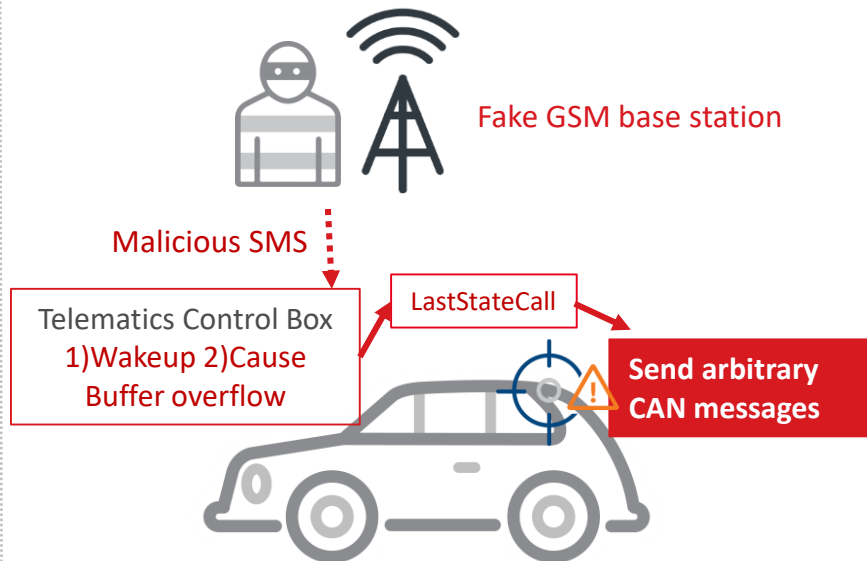 Fake GSM base station
Malicious SMS
Telematics Control Box
1)Wakeup 2)Cause
Buffer overflow
LastStateCall
Send arbitrary
CAN messages